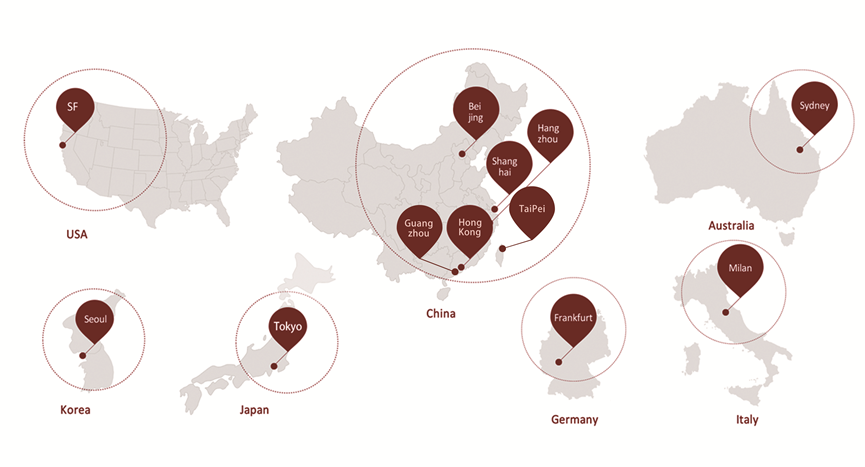 SF
USA
Bei
jing
Hang
zhou
Shang
hai
TaiPei
Guang
zhou
Hong
Kong
China
Sydney
Australia
Seoul
Korea
Tokyo
Japan
Frankfurt
Germany
Milan
Italy